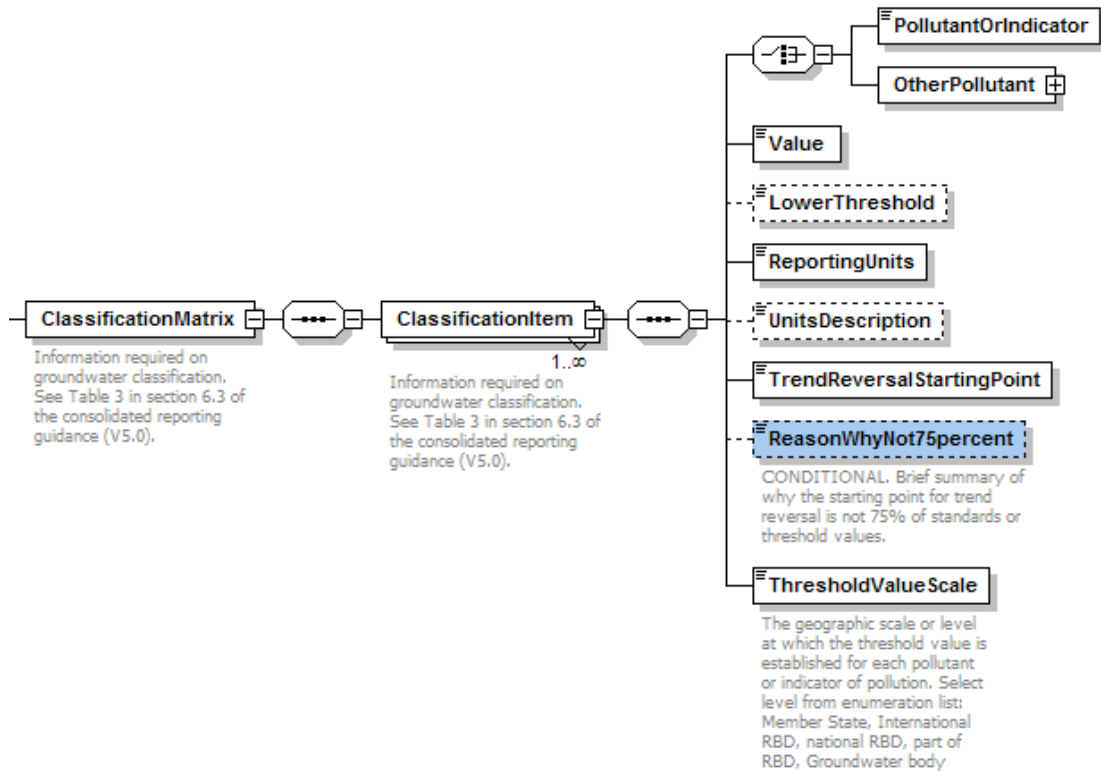 PollutantOrIndicator
OtherPollutant
Value
LowerThreshold
ReportingUnits
ClassificationMatrix
Information required on
groundwater classification.
See Table 3 in section 6.3 of
the consolidated reporting
guidance (V5.0).
ClassificationItem
1..∞
Information required on
groundwater classification.
See Table 3 in section 6.3 of
the consolidated reporting
guidance (V5.0).
UnitsDescription
TrendReversalStartingPoint
ReasonWhyNot75percent
CONDITIONAL. Brief summary of
why the starting point for trend
reversal is not 75% of standards or
threshold values.
ThresholdValueScale
The geographic scale or level
at which the threshold value is
established for each pollutant
or indicator of pollution. Select
level from enumeration list:
Member State, International
RBD, national RBD, part of
RBD, Groundwater body